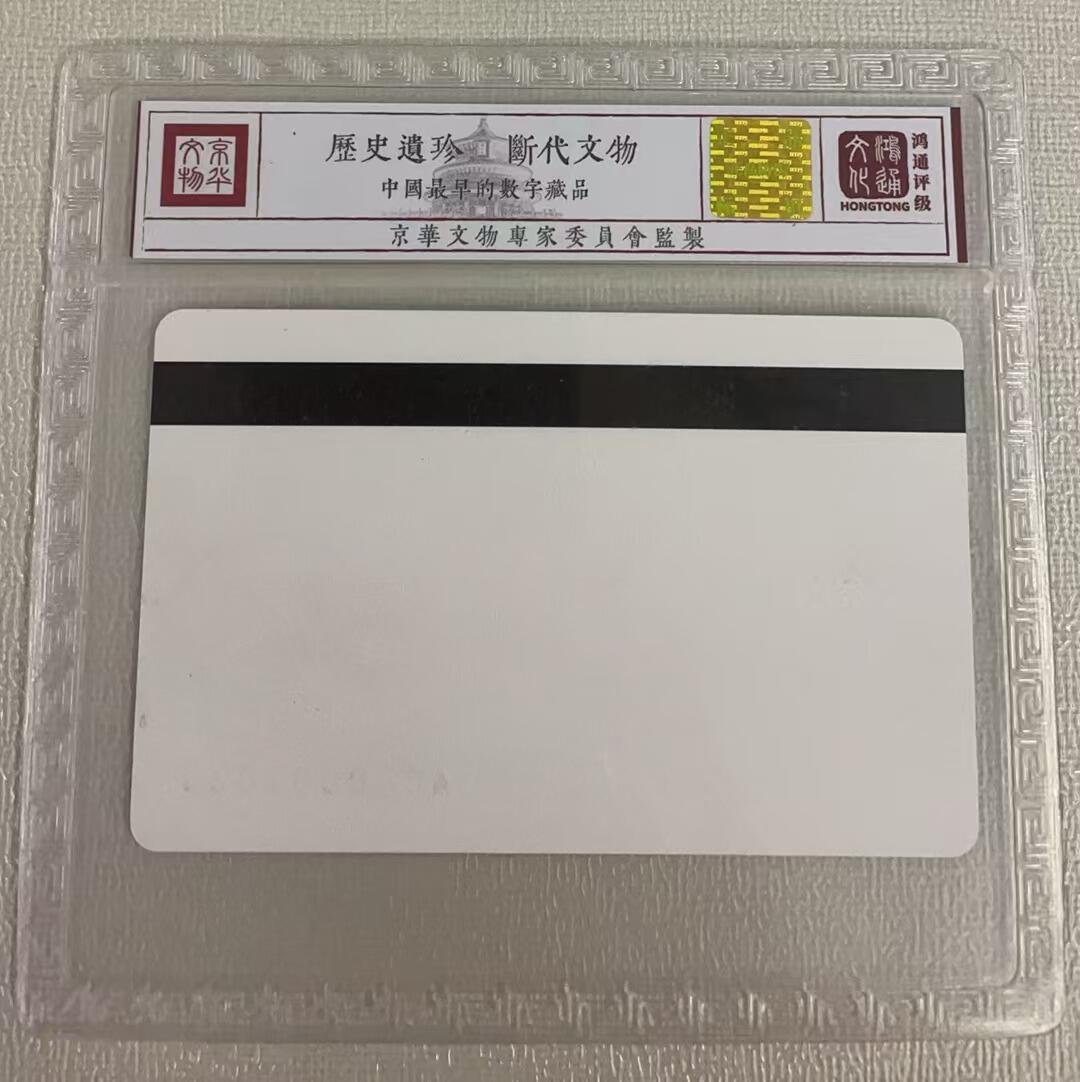 京华文物
歷史遺珍 斷代文物
中國最早的數字藏品
京華文物專家委員會監製
鴻通文化
HONGTONG
鸿通评级